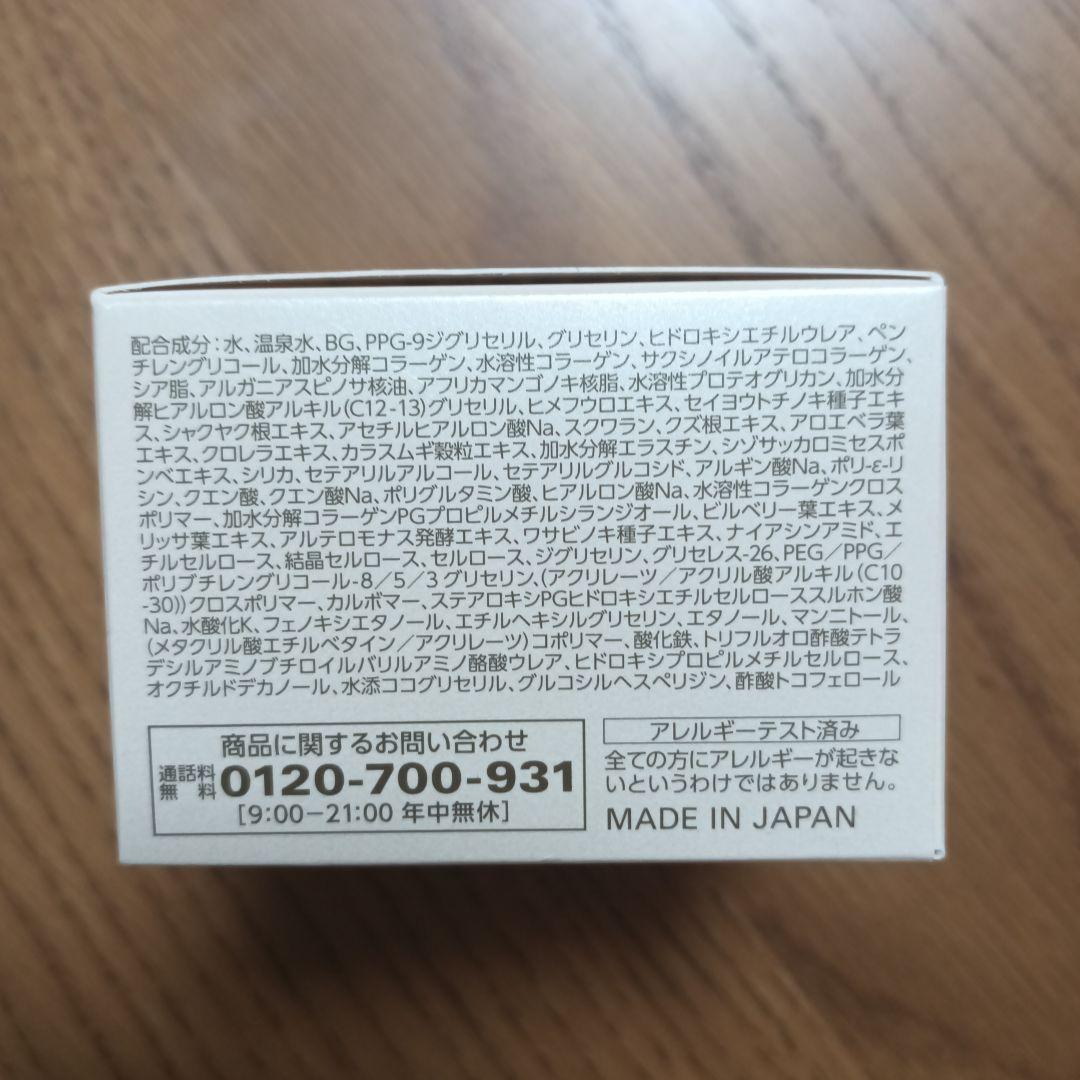 配合成分:水、温泉水、BG、PPG-9ジグリセリル、グリセリン、ヒドロキシエチルウレア、ペン
チレングリコール、加水分解コラーゲン、水溶性コラーゲン、サクシノイルアテロコラーゲン、
シア脂、アルガニアスピノサ核油、アフリカマンゴノキ核脂、水溶性プロテオグリカン、加水分
解ヒアルロン酸アルキル(C12-13)グリセリル、ヒメフウロエキス、セイヨウトチノキ種子エキ
ス、シャクヤク根エキス、アセチルヒアルロン酸Na、スクワラン、クズ根エキス、アロエベラ葉
エキス、クロレラエキス、カラスムギ穀粒エキス、加水分解エラスチン、シゾサッカロミセスポ
ンベエキス、シリカ、セテアリルアルコール、セテアリルグルコシド、アルギン酸Na、ポリ-ε-リ
シン、クエン酸、クエン酸Na、ポリグルタミン酸、ヒアルロン酸Na、水溶性コラーゲンクロス
ポリマー、加水分解コラーゲンPGプロピルメチルシランジオール、ビルベリー葉エキス、メ
リッサ葉エキス、アルテロモナス発酵エキス、ワサビノキ種子エキス、ナイアシンアミド、エ
チルセルロース、結晶セルロース、セルロース、ジグリセリン、グリセレス-26、PEG/PPG/
ポリブチレングリコール-8/5/3グリセリン、(アクリレーツ/アクリル酸アルキル(C10
-30))クロスポリマー、カルボマー、ステアロキシPGヒドロキシエチルセルローススルホン酸
Na、水酸化K、フェノキシエタノール、エチルヘキシルグリセリン、エタノール、マンニトール、
(メタクリル酸エチルベタイン/アクリレーツ)コポリマー、酸化鉄、トリフルオロ酢酸テトラ
デシルアミノブチロイルバリルアミノ酪酸ウレア、ヒドロキシプロピルメチルセルロース、
オクチルドデカノール、水添ココグリセリル、グルコシルヘスペリジン、酢酸トコフェロール
商品に関するお問い合わせ
通話料無料 0120-700-931
[9:00-21:00 年中無休]
アレルギーテスト済み
全ての方にアレルギーが起きな
いというわけではありません。
MADE IN JAPAN